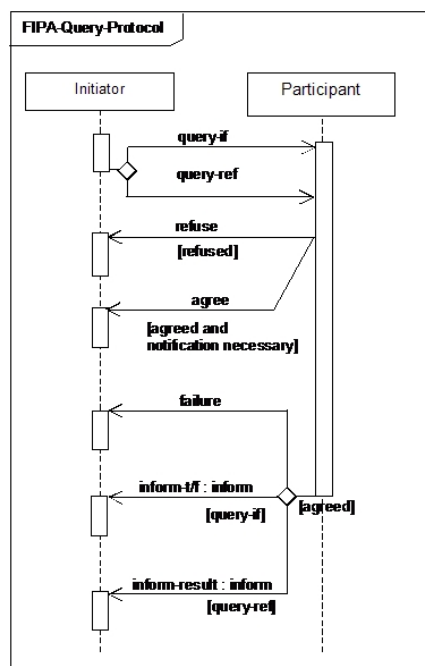 FIPA-Query-Protocol
Initiator
Participant
query-if
query-ref
refuse
[refused]
agree
[agreed and
notification necessary]
failure
inform-t/f : inform
[query-if]
[agreed]
inform-result : inform
[query-ref]